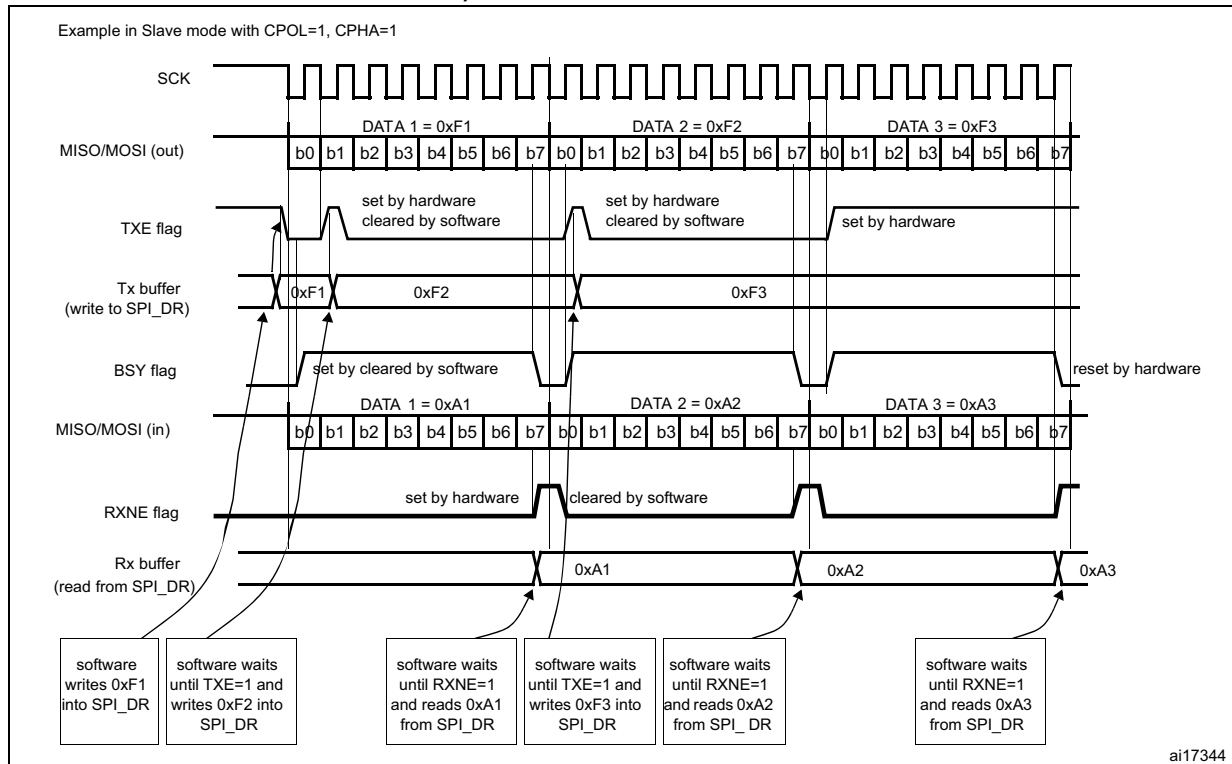 Example in Slave mode with CPOL=1, CPHA=1
SCK
DATA 1 = 0xF1
DATA 2 = 0xF2
DATA 3 = 0xF3
MISO/MOSI (out)
b0 b1 b2 b3 b4 b5 b6 b7 b0 b1 b2 b3 b4 b5 b6 b7 b0 b1 b2 b3 b4 b5 b6 b7
set by hardware
cleared by software
set by hardware
cleared by software
set by hardware
TXE flag
Tx buffer
(write to SPI_DR)
0xF1
0xF2
0xF3
BSY flag
set by cleared by software
reset by hardware
DATA 1 = 0xA1
DATA 2 = 0xA2
DATA 3 = 0xA3
MISO/MOSI (in)
b0 b1 b2 b3 b4 b5 b6 b7 b0 b1 b2 b3 b4 b5 b6 b7 b0 b1 b2 b3 b4 b5 b6 b7
RXNE flag
set by hardware
cleared by software
Rx buffer
(read from SPI_DR)
0xA1
0xA2
0xA3
software
writes 0xF1
into SPI_DR
software waits
until TXE=1 and
writes 0xF2 into
SPI_DR
software waits
until RXNE=1
and reads 0xA1
from SPI_DR
software waits
until TXE=1 and
writes 0xF3 into
SPI_DR
software waits
until RXNE=1
and reads 0xA2
from SPI_ DR
software waits
until RXNE=1
and reads 0xA3
from SPI_DR
ai17344